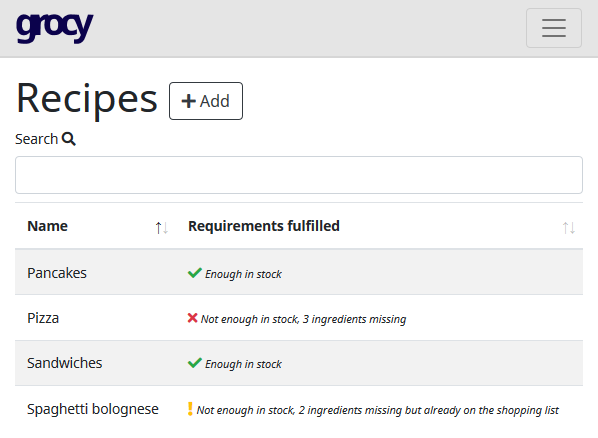 grocy
Recipes + Add
Search
Name Requirements fulfilled
Pancakes Enough in stock
Pizza Not enough in stock, 3 ingredients missing
Sandwiches Enough in stock
Spaghetti bolognese Not enough in stock, 2 ingredients missing but already on the shopping list